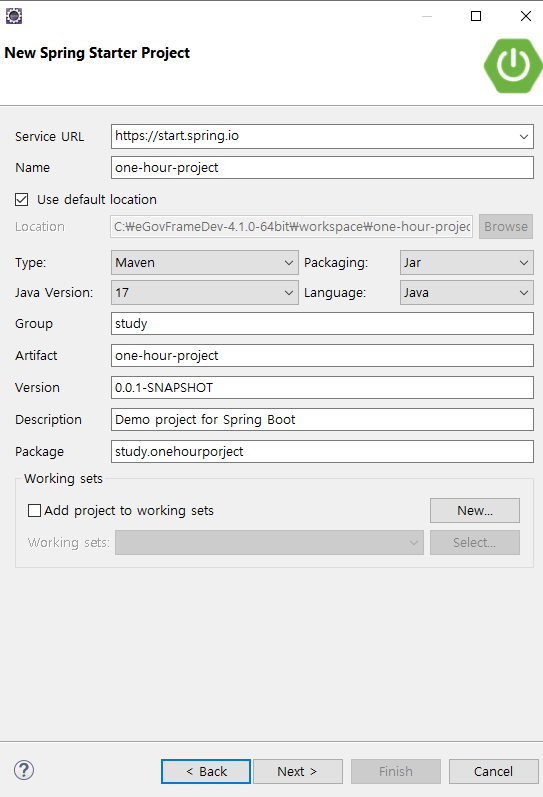 New Spring Starter Project
Service URL https://start.spring.io
Name one-hour-project
Use default location
Location C:₩eGovFrameDev-4.1.0-64bit₩workspace₩one-hour-projec Browse
Type: Maven Packaging: Jar
Java Version: 17 Language: Java
Group study
Artifact one-hour-project
Version 0.0.1-SNAPSHOT
Description Demo project for Spring Boot
Package study.onehourporject
Working sets
Add project to working sets New...
Working sets: Select...
? < Back Next > Finish Cancel